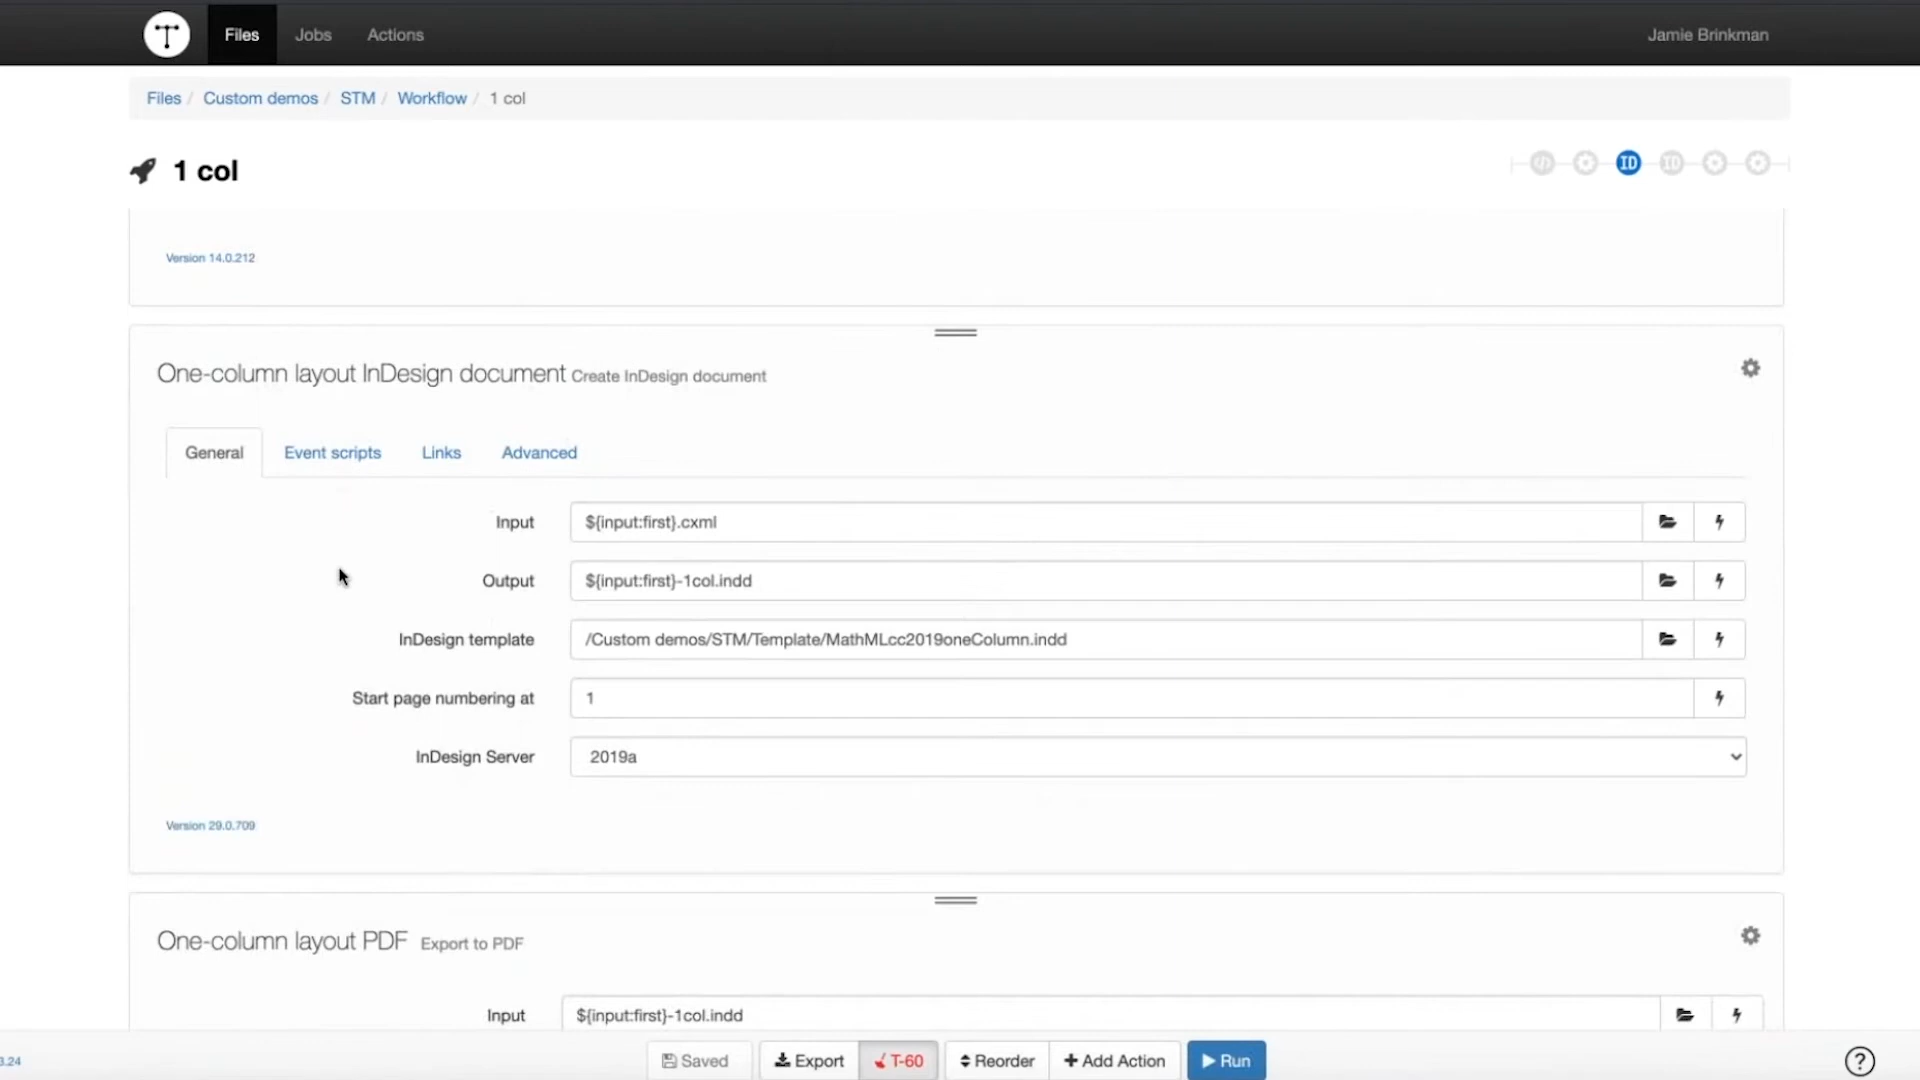 Files Jobs Actions Jamie Brinkman
Files / Custom demos / STM / Workflow / 1 col
1 col
ID ID
Version 14.0.212
One-column layout InDesign document Create InDesign document
General Event scripts Links Advanced
Input ${input:first}.cxml
Output ${input:first}-1col.indd
InDesign template /Custom demos/STM/Template/MathMLcc2019oneColumn.indd
Start page numbering at 1
InDesign Server 2019a
Version 29.0.709
One-column layout PDF Export to PDF
Input ${input:first}-1col.indd
3.24 Saved Export T-60 Reorder Add Action Run